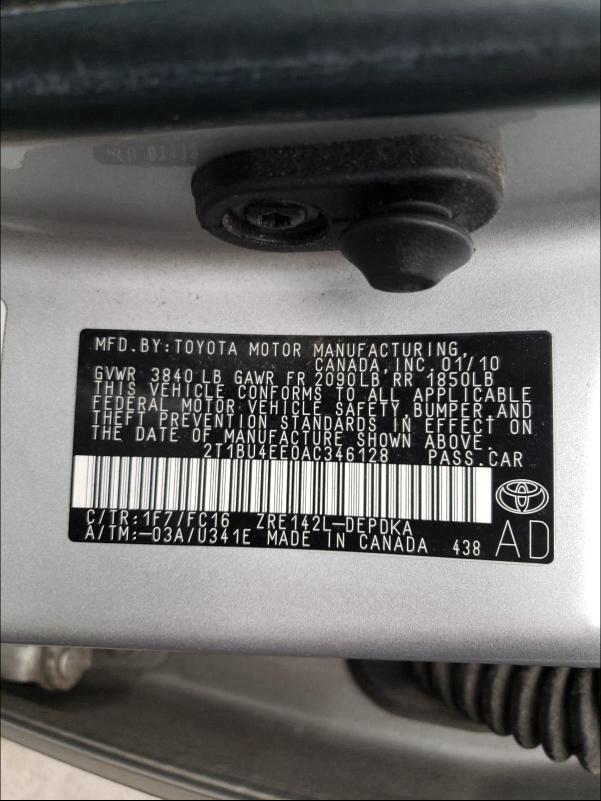 MFD. BY: TOYOTA MOTOR MANUFACTURING,
CANADA, INC. 01/10
GVWR 3840 LB GAWR FR 2090LB, RR 1850LB
THIS VEHICLE CONFORMS TO ALL APPLICABLE
FEDERAL MOTOR VEHICLE SAFETY, BUMPER, AND
THEFT PREVENTION STANDARDS IN EFFECT ON
THE DATE OF MANUFACTURE SHOWN ABOVE.
2T1BU4EE0AC346128 PASS. CAR
C/TR: 1F7/FC16 ZRE142L-DEPDKA
A/TM:-03A/U341E MADE IN CANADA 438 AD